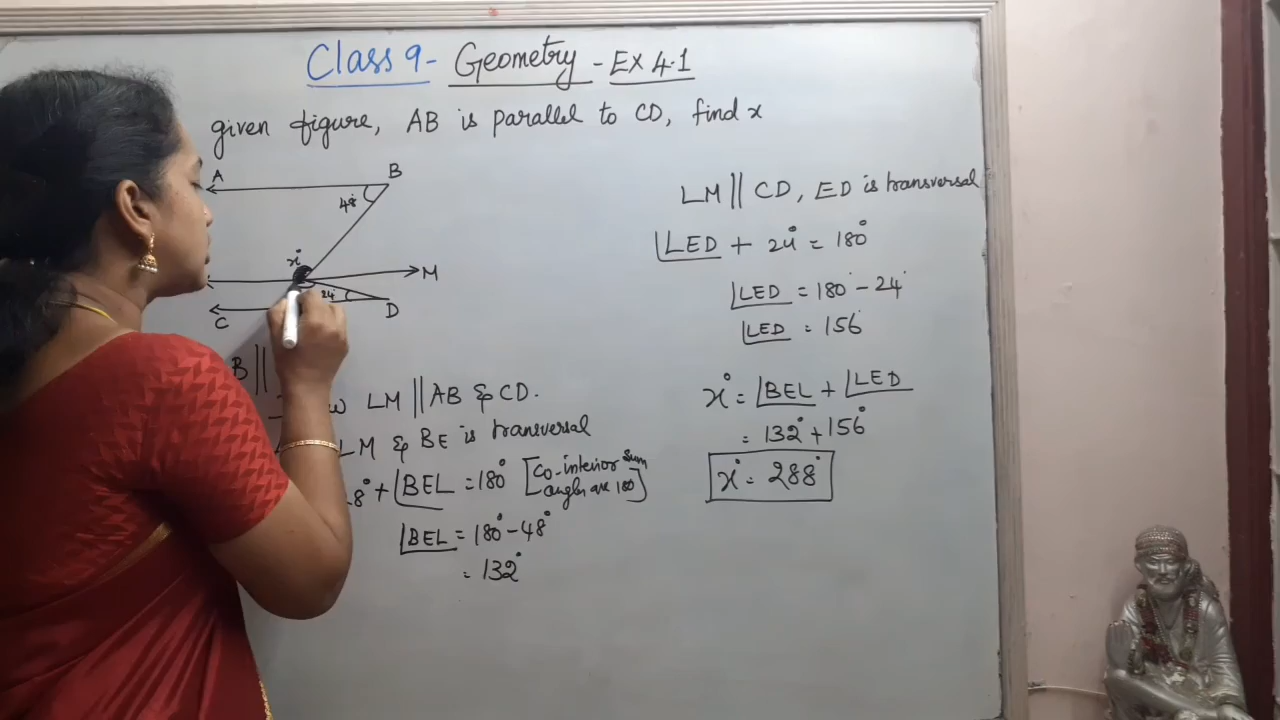 Class 9 - Geometry - EX 4.1
given figure, AB is parallel to CD, find x
A
B
48°
x°
M
24°
C
D
B||
LM || AB & CD.
LM & BE is transversal
8° + ∠BEL = 180° [Co-interior sum angles are 180]
∠BEL = 180° - 48°
= 132°
LM || CD, ED is transversal
∠LED + 24° = 180°
∠LED = 180° - 24°
∠LED = 156°
x° = ∠BEL + ∠LED
= 132° + 156°
x° = 288°